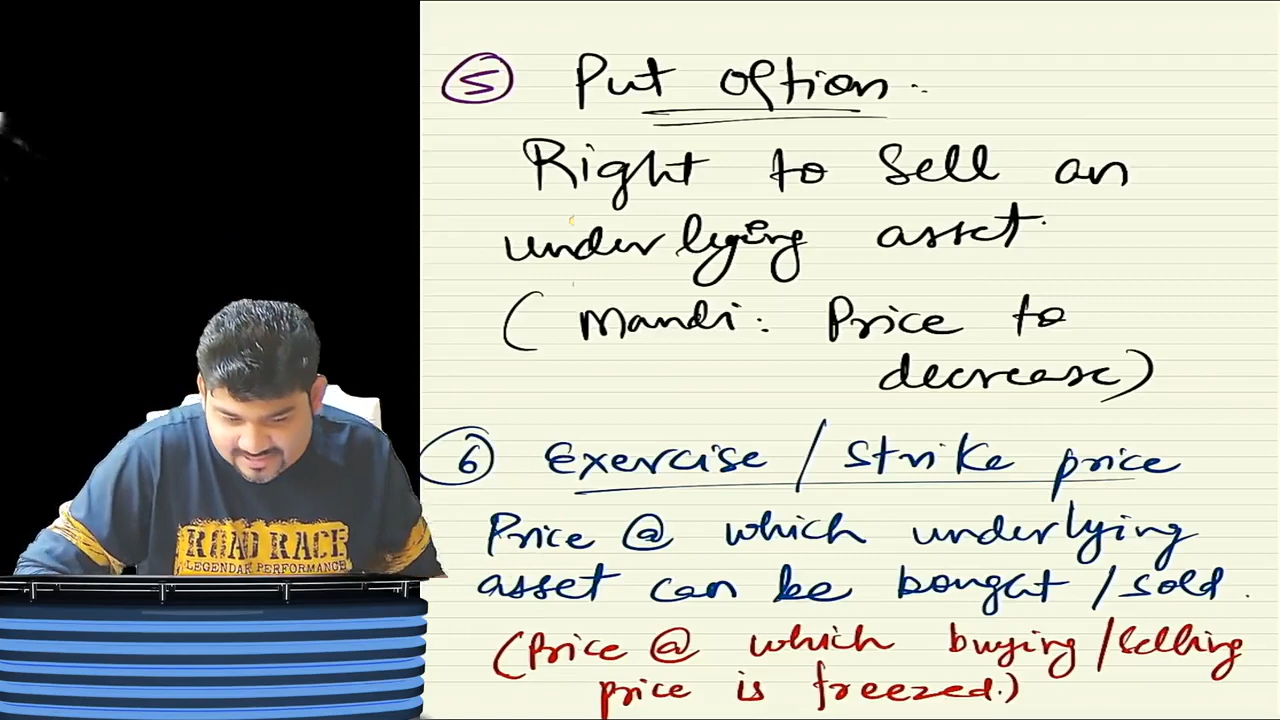 5 Put option..
Right to sell an
underlying asset.
(Mandi: Price to
decrease)
6 Exercise / Strike price
Price @ which underlying
asset can be bought / sold.
(Price @ which buying / selling
price is freezed.)
ROAD RACE
LEGENDARY PERFORMANCE